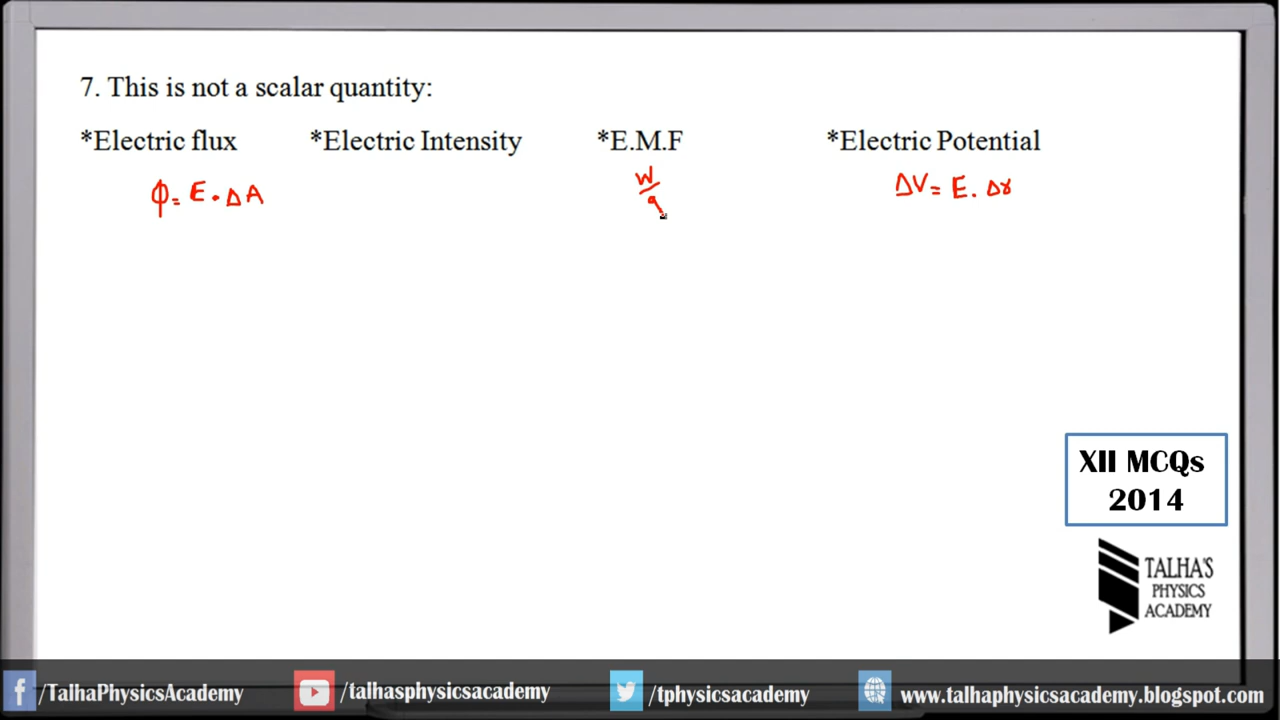 7. This is not a scalar quantity:
*Electric flux *Electric Intensity *E.M.F *Electric Potential
ϕ = E . ΔA W/q ΔV = E . Δr
XII MCQs
2014
TALHA'S
PHYSICS
ACADEMY
/TalhaPhysicsAcademy /talhasphysicsacademy /tphysicsacademy www.talhaphysicsacademy.blogspot.com